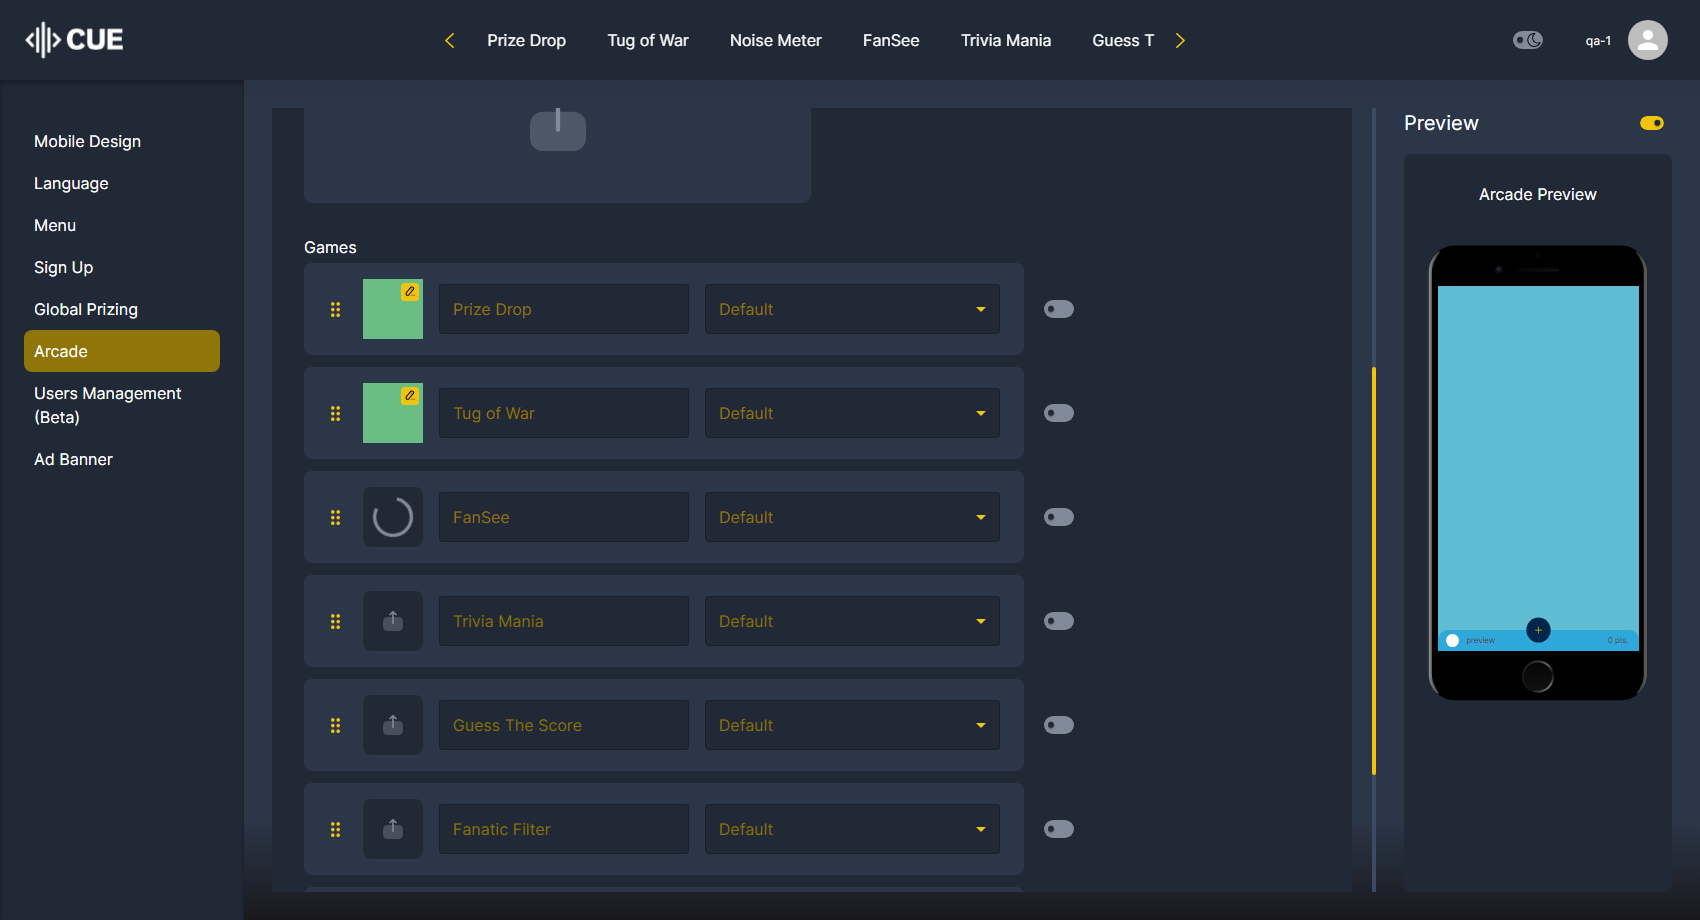 CUE
Prize Drop
Tug of War
Noise Meter
FanSee
Trivia Mania
Guess T
qa-1
Mobile Design
Language
Menu
Sign Up
Global Prizing
Arcade
Users Management
(Beta)
Ad Banner
Games
Prize Drop
Default
Tug of War
Default
FanSee
Default
Trivia Mania
Default
Guess The Score
Default
Fanatic Filter
Default
Preview
Arcade Preview
preview
+
0 pts.